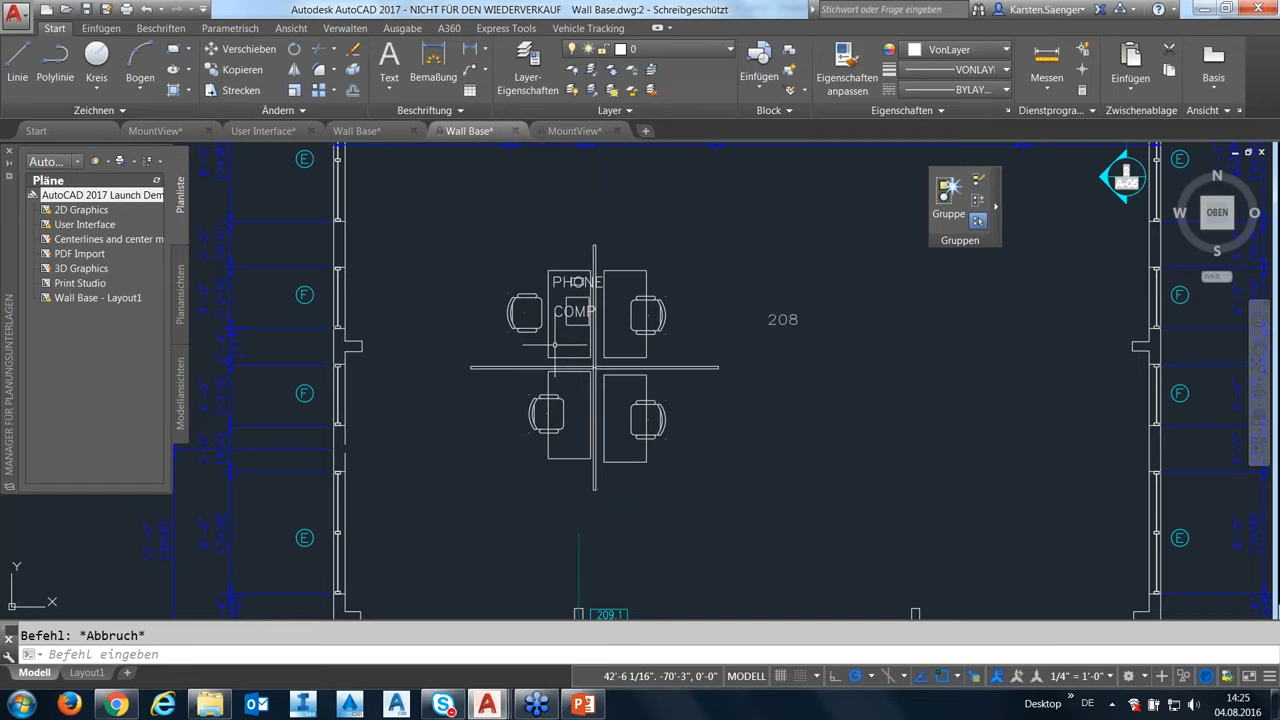 Autodesk AutoCAD 2017 - NICHT FÜR DEN WIEDERVERKAUF Wall Base.dwg:2 - Schreibgeschützt
Stichwort oder Frage eingeben
Karsten.Saenger
Start Einfügen Beschriften Parametrisch Ansicht Verwalten Ausgabe A360 Express Tools Vehicle Tracking
Verschieben
0
VonLayer
Kopieren
VONLAY
Linie Polylinie Kreis Bogen
Text Bemaßung
Layer-Eigenschaften
Einfügen
Eigenschaften anpassen
Messen
Einfügen
Basis
Strecken
BYLAY...
Zeichnen Ändern Beschriftung Layer Block Eigenschaften Dienstprogr... Zwischenablage Ansicht
Start MountView* User Interface* Wall Base* Wall Base* MountView*
Auto...
Pläne
AutoCAD 2017 Launch Dem
2D Graphics
User Interface
Centerlines and center m
PDF Import
3D Graphics
Print Studio
Wall Base - Layout1
Planliste
Planansichten
Modellansichten
MANAGER FÜR PLANUNGSUNTERLAGEN
E
F
F
E
PHONE
COMP
208
209.1
Gruppe
Gruppen
E
F
F
E
N
W OBEN O
S
WKS
Y
X
Befehl: *Abbruch*
Befehl eingeben
Modell Layout1
42'-6 1/16". -70'-3", 0'-0" MODELL
1/4" = 1'-0"
Desktop
DE
14:25
04.08.2016